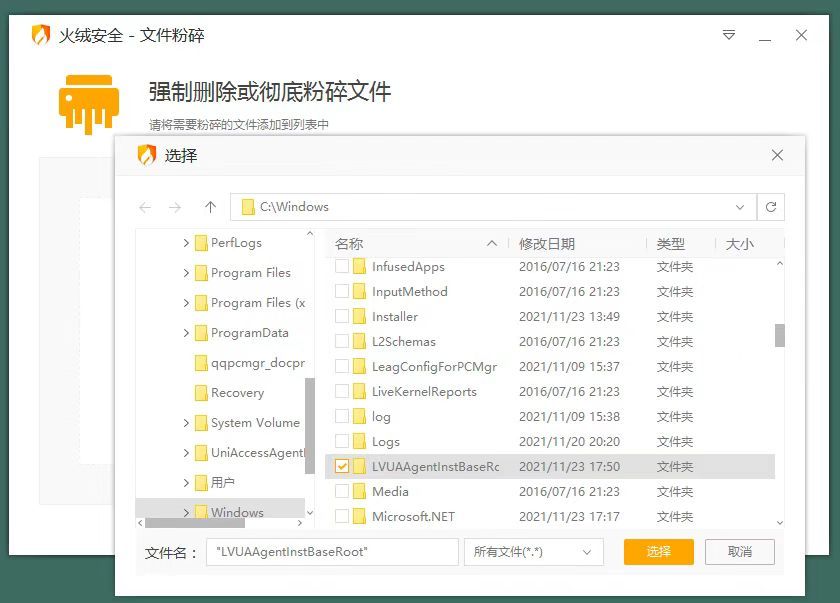 火绒安全 - 文件粉碎
强制删除或彻底粉碎文件
请将需要粉碎的文件添加到列表中
选择
C:\Windows
PerfLogs
Program Files
Program Files (x
ProgramData
qqpcmgr_docpr
Recovery
System Volume
UniAccessAgentI
用户
Windows
名称 修改日期 类型 大小
InfusedApps 2016/07/16 21:23 文件夹
InputMethod 2016/07/16 21:23 文件夹
Installer 2021/11/23 13:49 文件夹
L2Schemas 2016/07/16 21:23 文件夹
LeagConfigForPCMgr 2021/11/09 15:37 文件夹
LiveKernelReports 2016/07/16 21:23 文件夹
log 2021/11/09 15:38 文件夹
Logs 2021/11/20 20:20 文件夹
LVUAAgentInstBaseRc 2021/11/23 17:50 文件夹
Media 2016/07/16 21:23 文件夹
Microsoft.NET 2021/11/23 17:17 文件夹
文件名： "LVUAAgentInstBaseRoot" 所有文件(*.*) 选择 取消